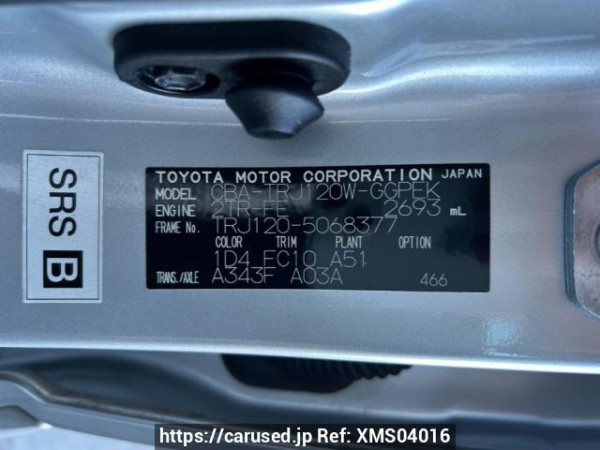 SRS B
TOYOTA MOTOR CORPORATION JAPAN
MODEL CBA-TRJ120W-GGPEK
ENGINE 2TR-FE 2693 mL
FRAME No. TRJ120-5068377
COLOR TRIM PLANT OPTION
1D4 FC10 A51
TRANS./AXLE A343F A03A 466
https://carused.jp Ref: XMS04016